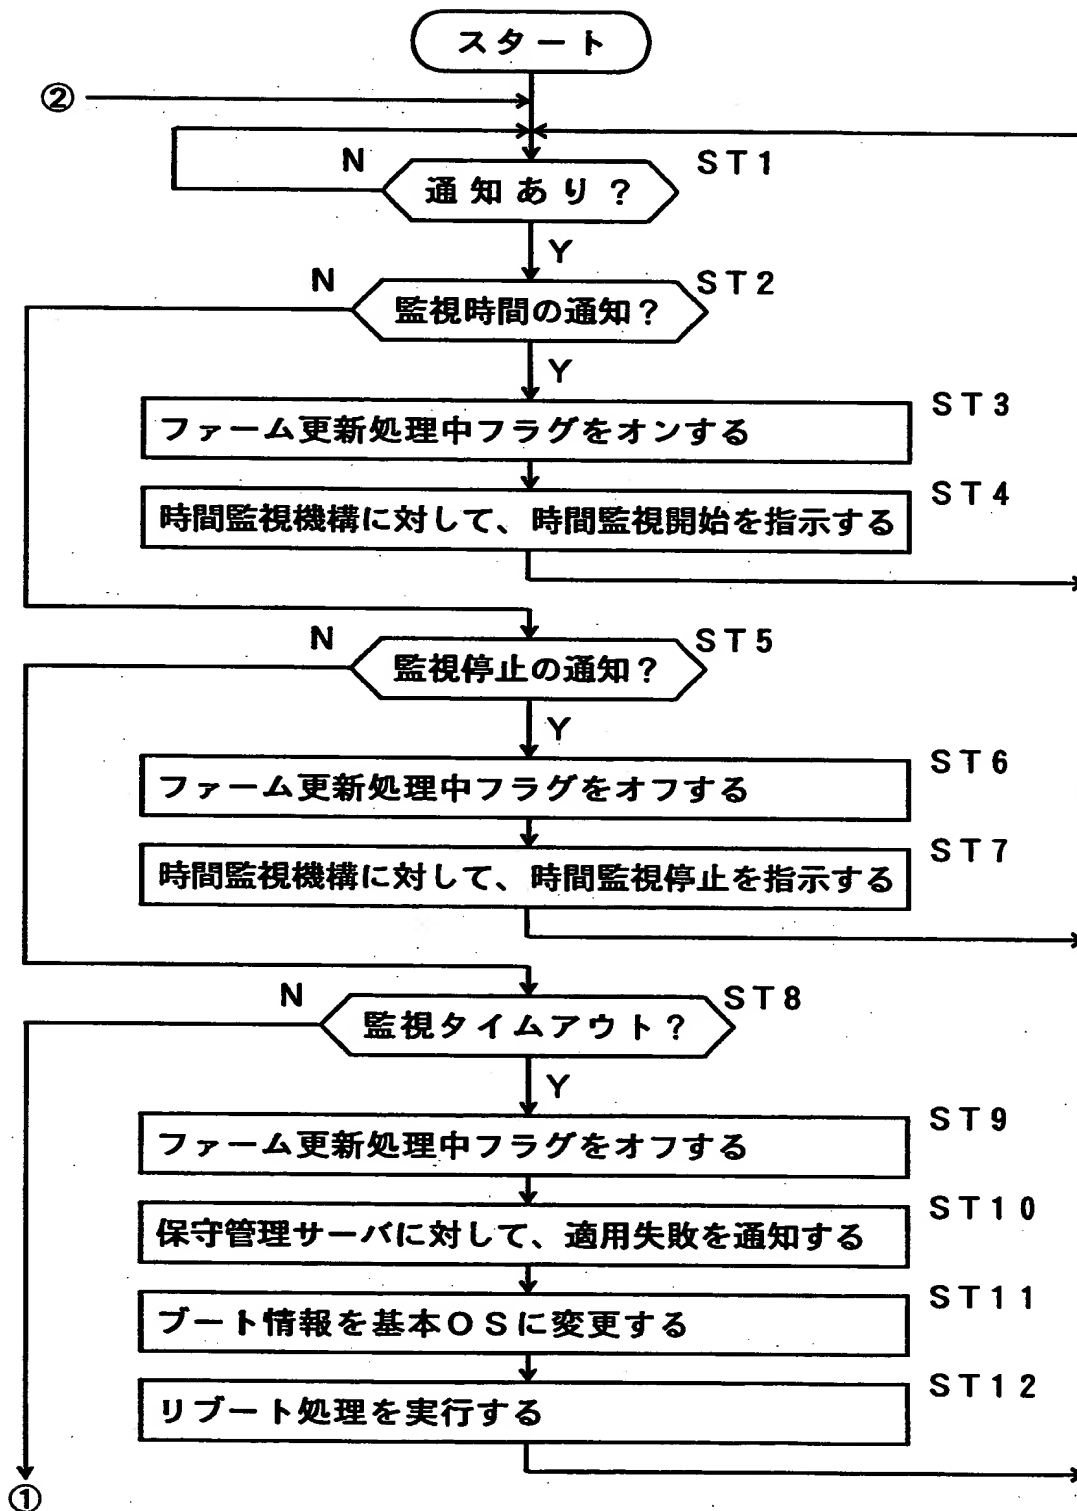 スタート
②
N
ST1
通知あり？
Y
N
ST2
監視時間の通知？
Y
ST3
ファーム更新処理中フラグをオンする
ST4
時間監視機構に対して、時間監視開始を指示する
N
ST5
監視停止の通知？
Y
ST6
ファーム更新処理中フラグをオフする
ST7
時間監視機構に対して、時間監視停止を指示する
N
ST8
監視タイムアウト？
Y
ST9
ファーム更新処理中フラグをオフする
ST10
保守管理サーバに対して、適用失敗を通知する
ST11
ブート情報を基本OSに変更する
ST12
リブート処理を実行する
①